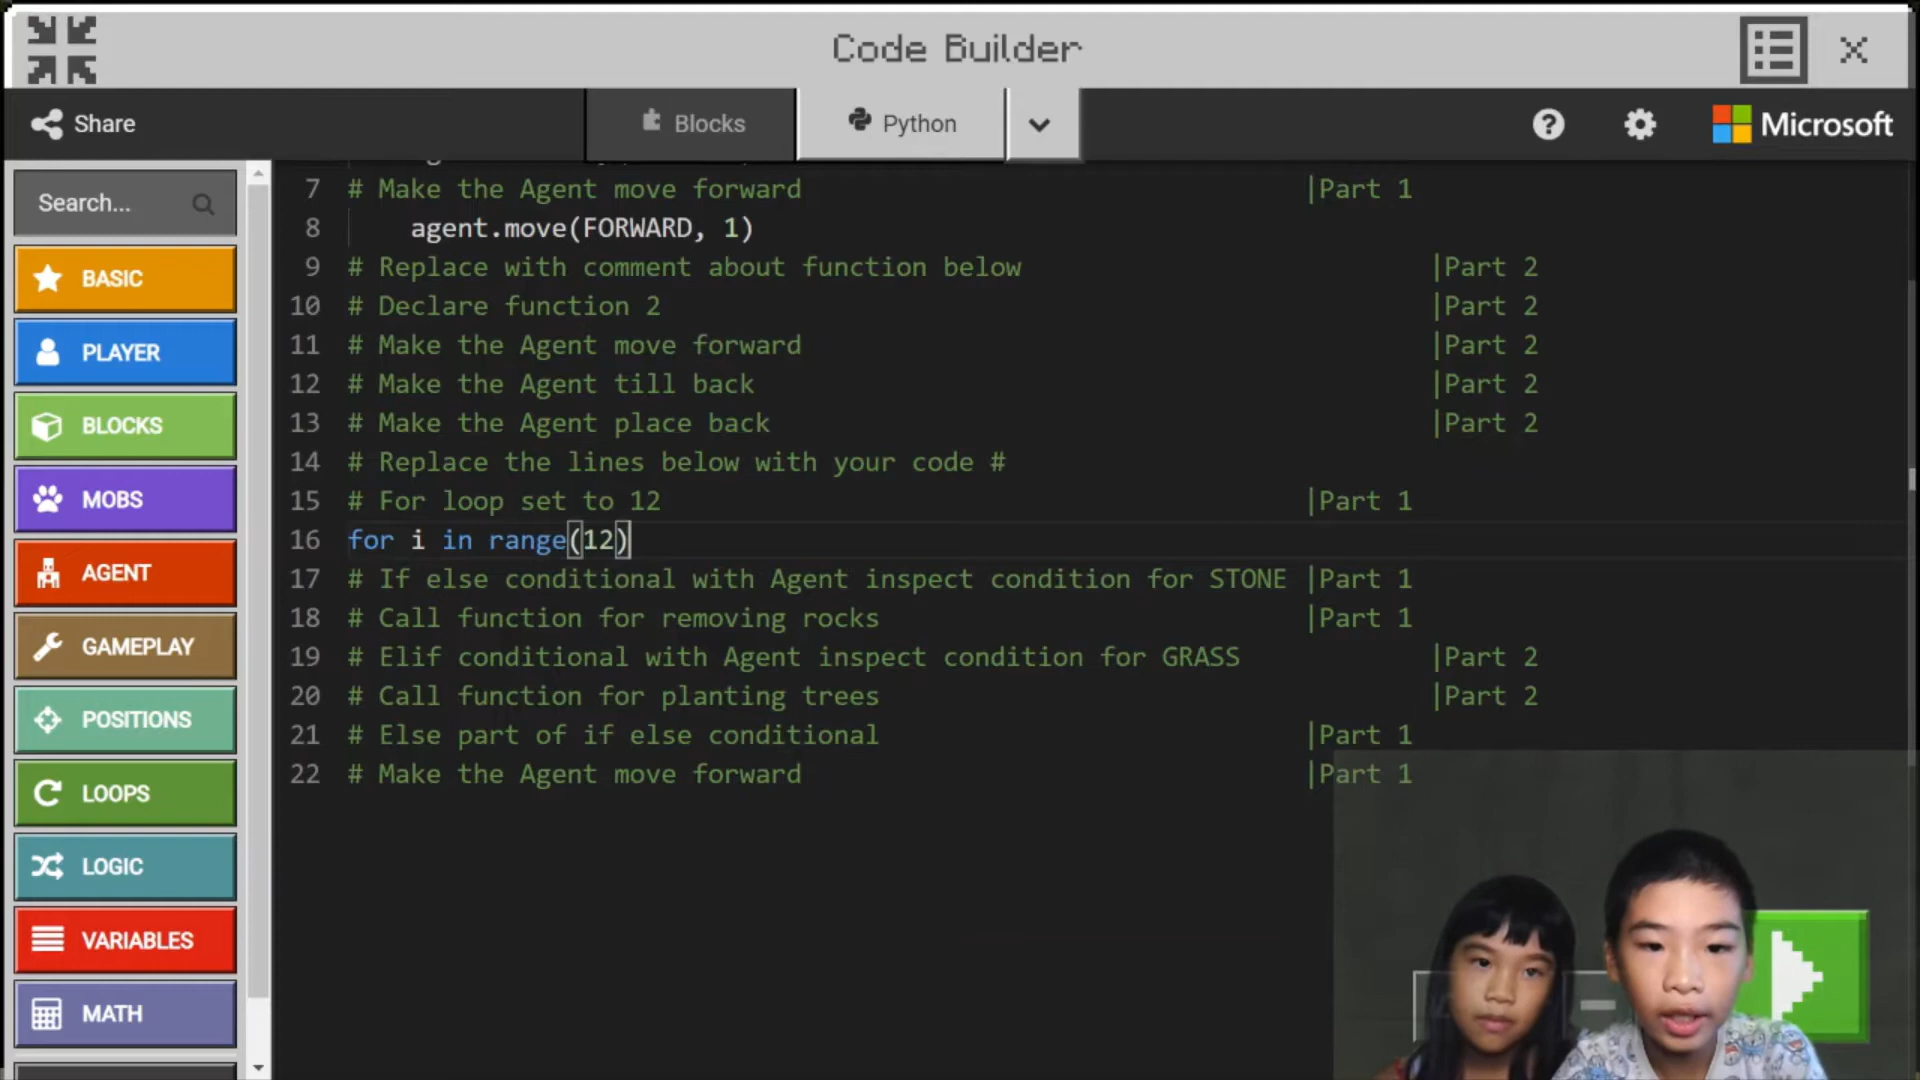 Code Builder
Share
Blocks
Python
Microsoft
Search...
BASIC
PLAYER
BLOCKS
MOBS
AGENT
GAMEPLAY
POSITIONS
LOOPS
LOGIC
VARIABLES
MATH
7 # Make the Agent move forward |Part 1
8 agent.move(FORWARD, 1)
9 # Replace with comment about function below |Part 2
10 # Declare function 2 |Part 2
11 # Make the Agent move forward |Part 2
12 # Make the Agent till back |Part 2
13 # Make the Agent place back |Part 2
14 # Replace the lines below with your code #
15 # For loop set to 12 |Part 1
16 for i in range(12)
17 # If else conditional with Agent inspect condition for STONE |Part 1
18 # Call function for removing rocks |Part 1
19 # Elif conditional with Agent inspect condition for GRASS |Part 2
20 # Call function for planting trees |Part 2
21 # Else part of if else conditional |Part 1
22 # Make the Agent move forward |Part 1